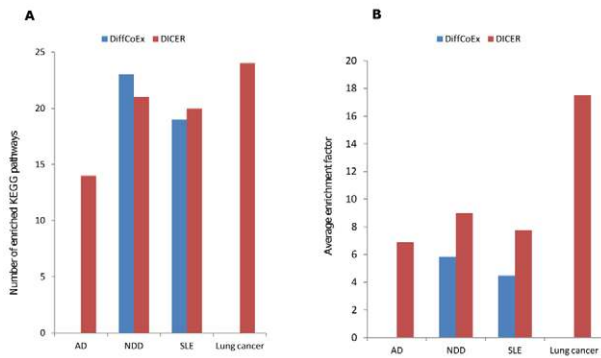 A
DiffCoEx DICER
Number of enriched KEGG pathways
25
20
15
10
5
0
AD NDD SLE Lung cancer
B
DiffCoEx DICER
Average enrichment factor
20
18
16
14
12
10
8
6
4
2
0
AD NDD SLE Lung cancer